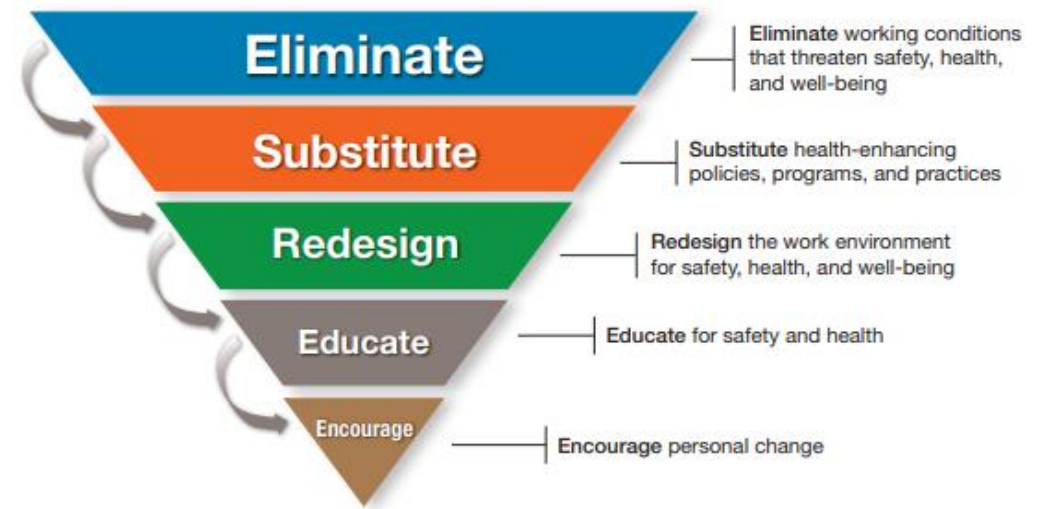 Eliminate
Eliminate working conditions
that threaten safety, health,
and well-being
Substitute
Substitute health-enhancing
policies, programs, and practices
Redesign
Redesign the work environment
for safety, health, and well-being
Educate
Educate for safety and health
Encourage
Encourage personal change